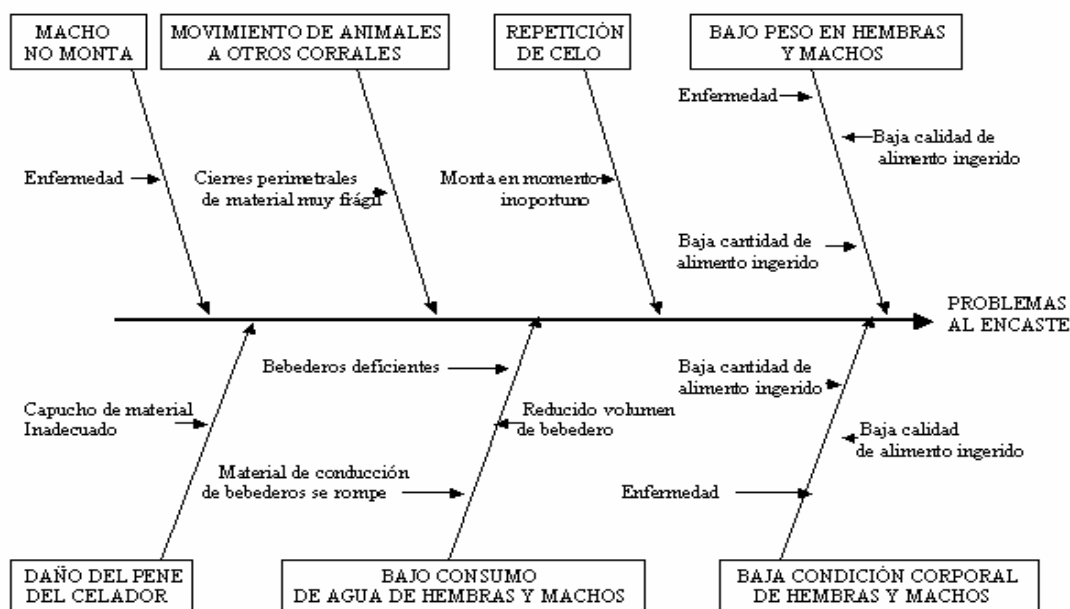 MACHO
NO MONTA
MOVIMIENTO DE ANIMALES
A OTROS CORRALES
REPETICIÓN
DE CELO
BAJO PESO EN HEMBRAS
Y MACHOS
Enfermedad
Baja calidad de
alimento ingerido
Enfermedad
Cierres perimetrales
de material muy frágil
Monta en momento
inoportuno
Baja cantidad de
alimento ingerido
PROBLEMAS
AL ENCASTE
Bebederos deficientes
Baja cantidad de
alimento ingerido
Capucho de material
Inadecuado
Reducido volumen
de bebedero
Baja calidad
de alimento ingerido
Material de conducción
de bebederos se rompe
Enfermedad
DAÑO DEL PENE
DEL CELADOR
BAJO CONSUMO
DE AGUA DE HEMBRAS Y MACHOS
BAJA CONDICIÓN CORPORAL
DE HEMBRAS Y MACHOS